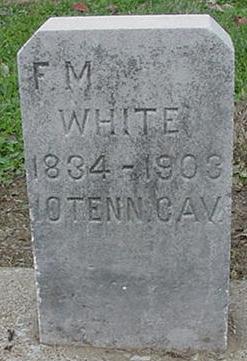 F. M
WHITE
1834-1903
10 TENN. CAV.